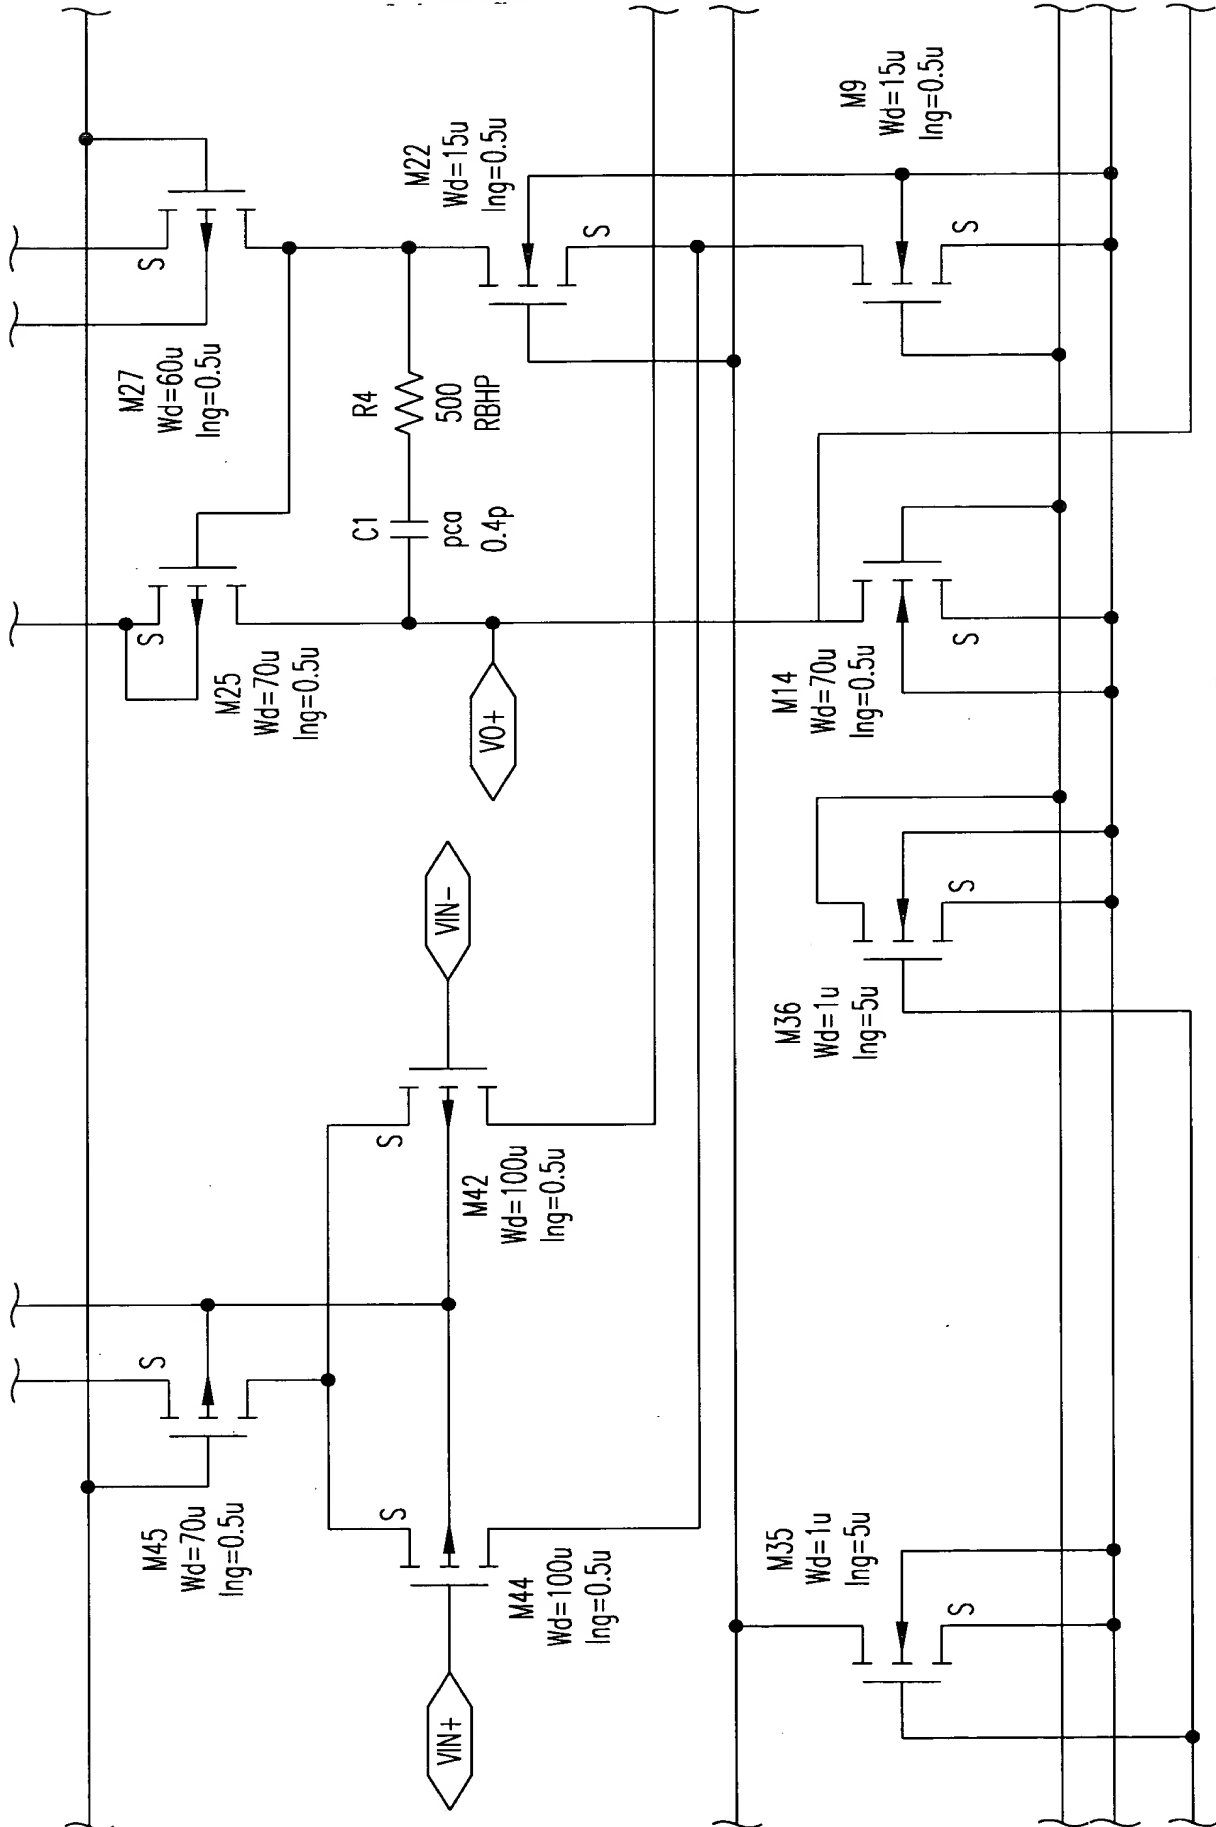 M27
Wd=60u
lng=0.5u
S
M22
Wd=15u
lng=0.5u
S
M9
Wd=15u
lng=0.5u
S
R4
500
RBHP
C1
pca
0.4p
S
M25
Wd=70u
lng=0.5u
VO+
M14
Wd=70u
lng=0.5u
S
VIN-
S
M42
Wd=100u
lng=0.5u
M36
Wd=1u
lng=5u
S
S
M45
Wd=70u
lng=0.5u
S
M44
Wd=100u
lng=0.5u
VIN+
M35
Wd=1u
lng=5u
S